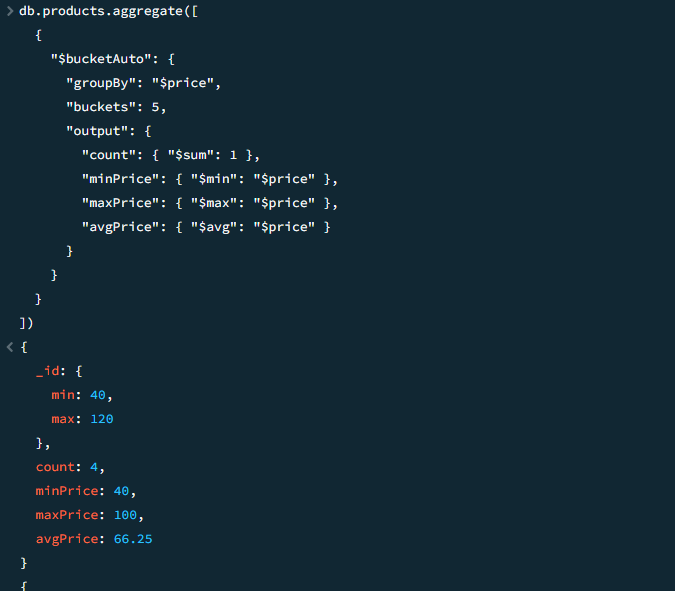 > db.products.aggregate([
{
"$bucketAuto": {
"groupBy": "$price",
"buckets": 5,
"output": {
"count": { "$sum": 1 },
"minPrice": { "$min": "$price" },
"maxPrice": { "$max": "$price" },
"avgPrice": { "$avg": "$price" }
}
}
}
])
< {
_id: {
min: 40,
max: 120
},
count: 4,
minPrice: 40,
maxPrice: 100,
avgPrice: 66.25
}
{